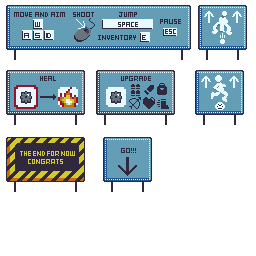 MOVE AND AIM SHOOT JUMP PAUSE
W
A S D
SPACE
ESC
INVENTORY E
HEAL UPGRADE
THE END FOR NOW
CONGRATS
GO!!!